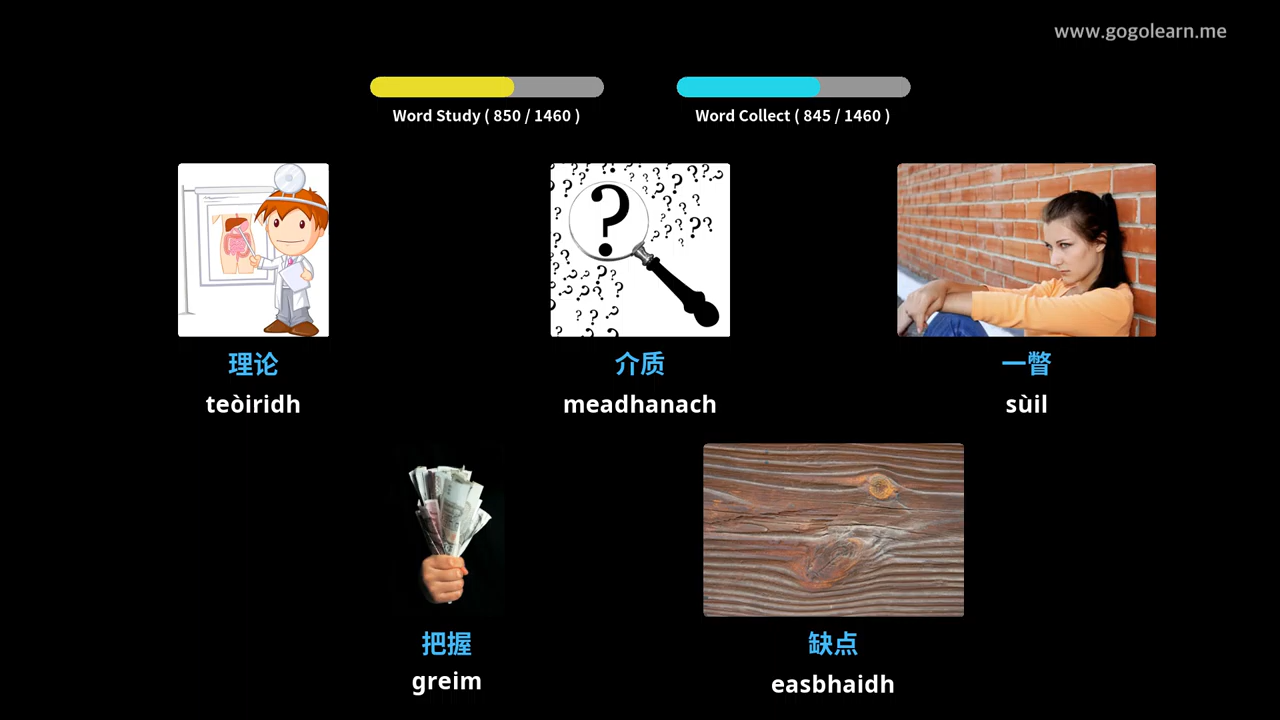 www.gogolearn.me
Word Study ( 850 / 1460 )
Word Collect ( 845 / 1460 )
理论
teòiridh
介质
meadhanach
一瞥
sùil
把握
greim
缺点
easbhaidh